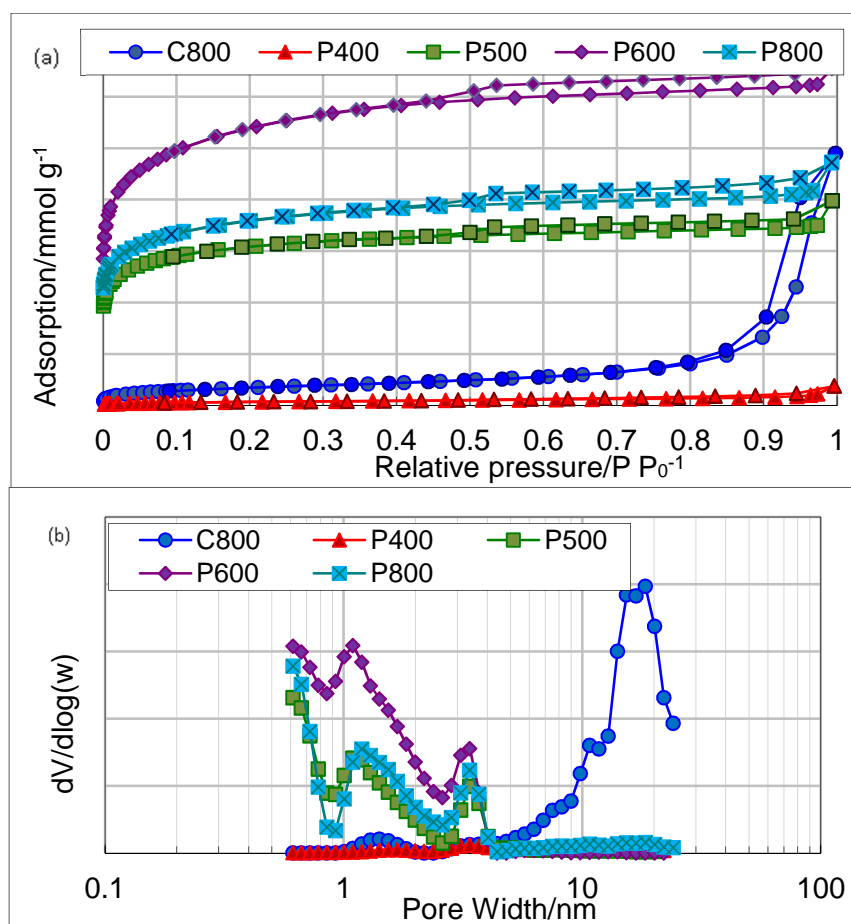 (a)
C800 P400 P500 P600 P800
Adsorption/mmol g-1
0 0.1 0.2 0.3 0.4 0.5 0.6 0.7 0.8 0.9 1
Relative pressure/P P0-1
(b)
C800 P400 P500
P600 P800
dV/dlog(w)
0.1 1 10 100
Pore Width/nm